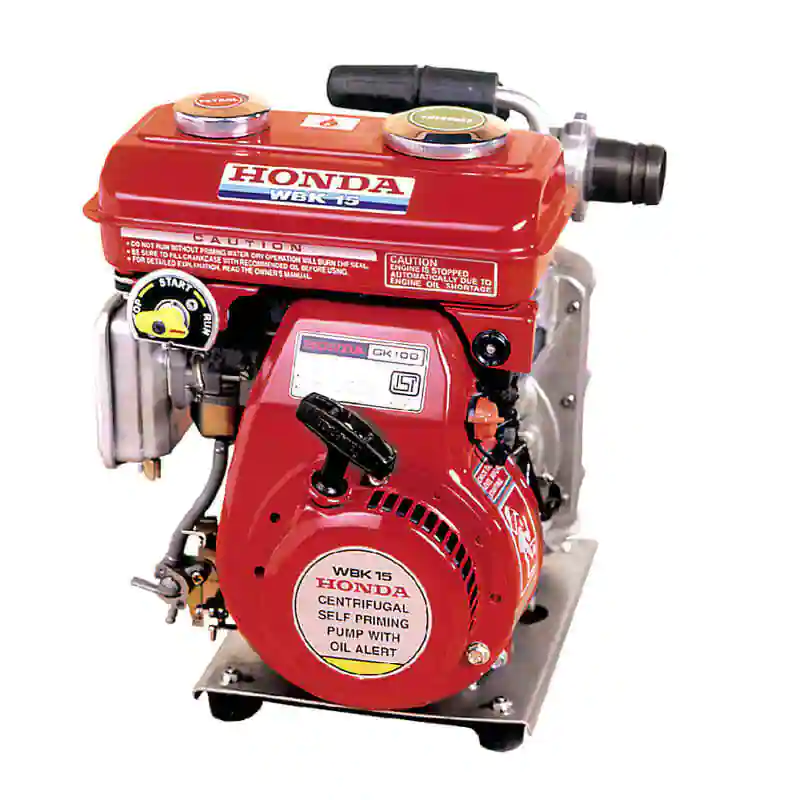 PETROL
HONDA
WBK 15
CAUTION
• DO NOT RUN WITHOUT PRIMING WATER. DRY OPERATION WILL BURN THE SEAL.
• BE SURE TO FILL CRANKCASE WITH RECOMMENDED OIL BEFORE USING.
• FOR DETAILED EXPLANATION, READ THE OWNER'S MANUAL.
CAUTION
ENGINE IS STOPPED
AUTOMATICALLY DUE TO
ENGINE OIL SHORTAGE
START
RUN
HONDA GK100
ISI
WBK 15
HONDA
CENTRIFUGAL
SELF PRIMING
PUMP WITH
OIL ALERT